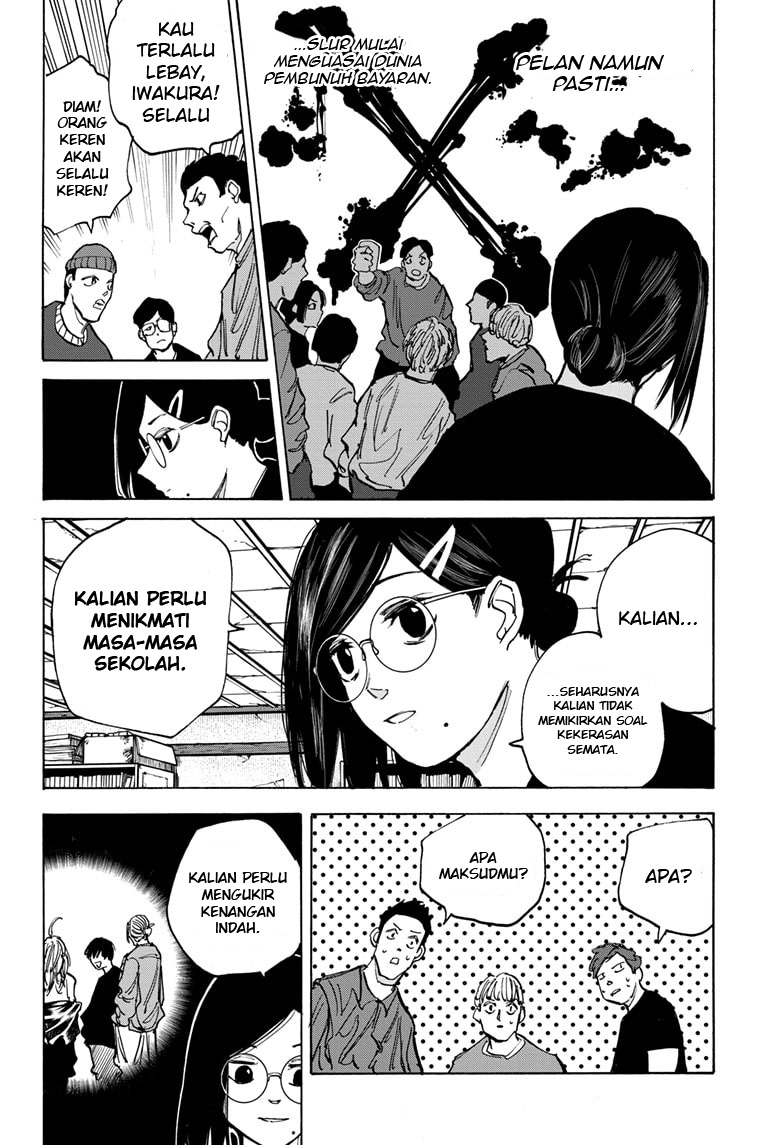 PELAN NAMUN
PASTI...
...SLUR MULAI
MENGUASAI DUNIA
PEMBUNUH BAYARAN.
KAU
TERLALU
LEBAY,
IWAKURA!
SELALU
DIAM!
ORANG
KEREN
AKAN
SELALU
KEREN!
KALIAN...
...SEHARUSNYA
KALIAN TIDAK
MEMIKIRKAN SOAL
KEKERASAN
SEMATA.
KALIAN PERLU
MENIKMATI
MASA-MASA
SEKOLAH.
APA?
APA
MAKSUDMU?
KALIAN PERLU
MENGUKIR
KENANGAN
INDAH.